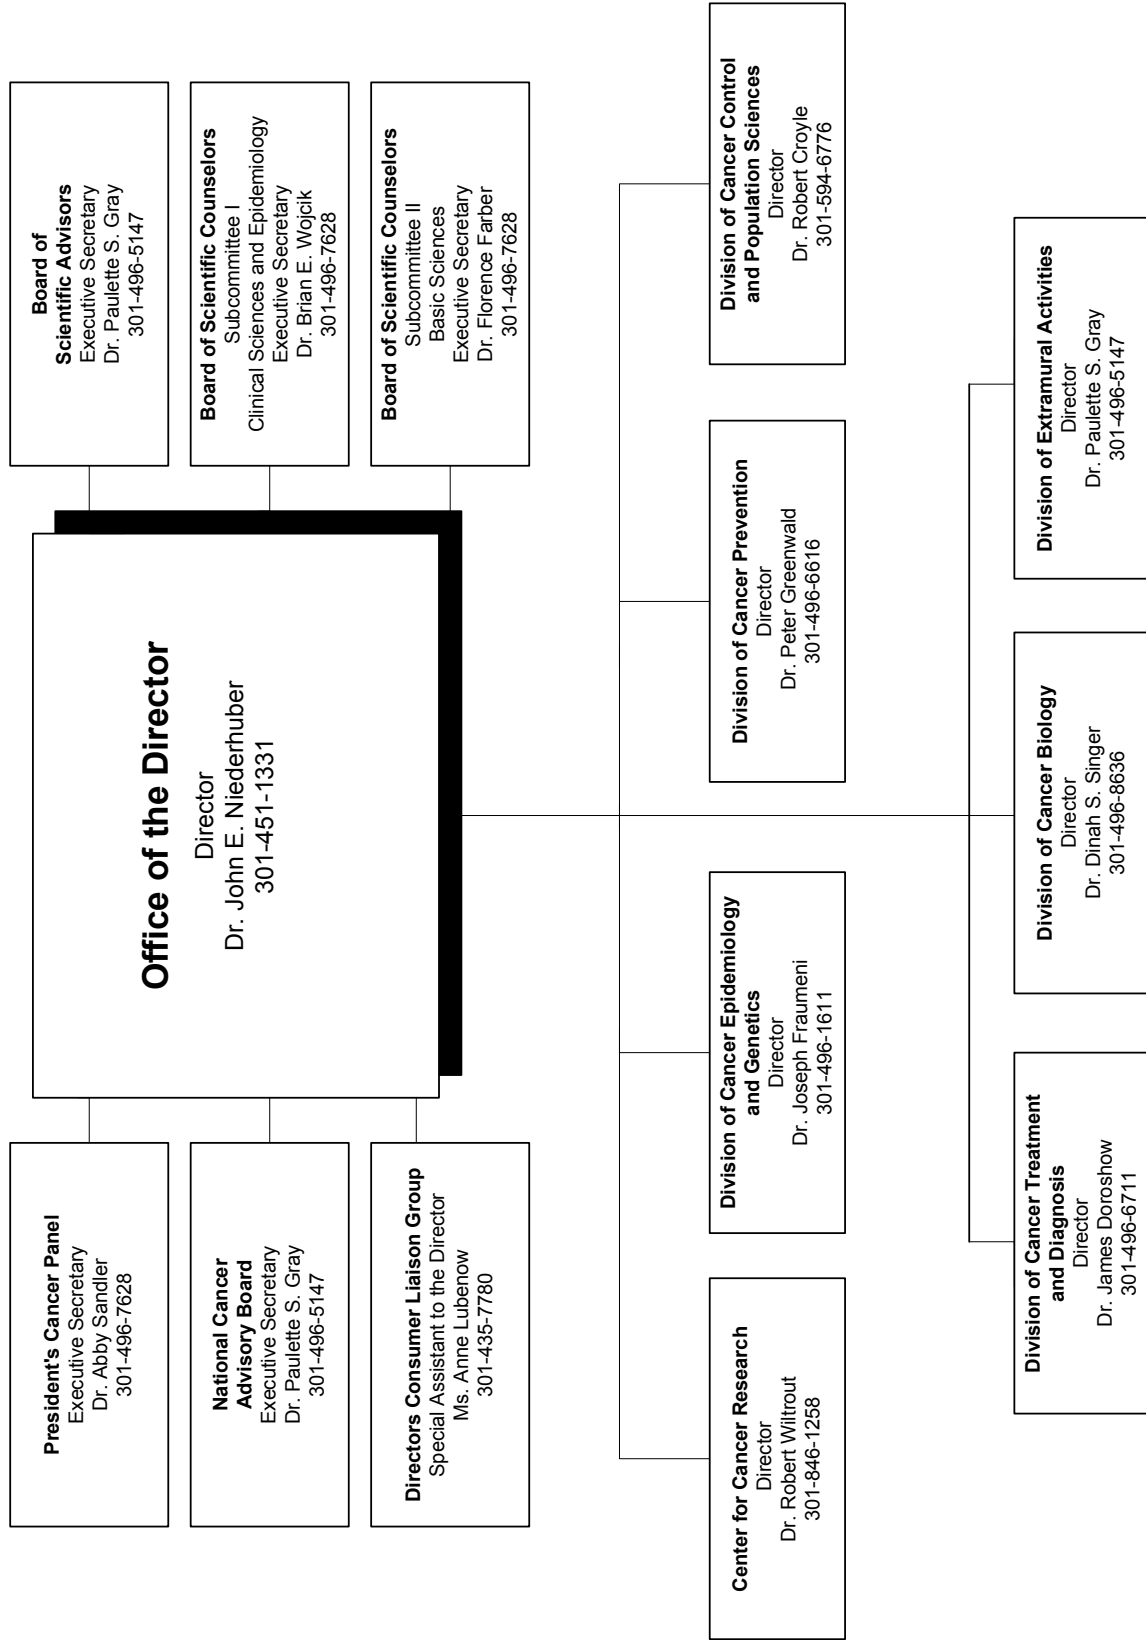 President's Cancer Panel
Executive Secretary
Dr. Abby Sandler
301-496-7628
National Cancer
Advisory Board
Executive Secretary
Dr. Paulette S. Gray
301-496-5147
Directors Consumer Liaison Group
Special Assistant to the Director
Ms. Anne Lubenow
301-435-7780
Office of the Director
Director
Dr. John E. Niederhuber
301-451-1331
Board of
Scientific Advisors
Executive Secretary
Dr. Paulette S. Gray
301-496-5147
Board of Scientific Counselors
Subcommittee I
Clinical Sciences and Epidemiology
Executive Secretary
Dr. Brian E. Wojcik
301-496-7628
Board of Scientific Counselors
Subcommittee II
Basic Sciences
Executive Secretary
Dr. Florence Farber
301-496-7628
Center for Cancer Research
Director
Dr. Robert Wiltrout
301-846-1258
Division of Cancer Epidemiology
and Genetics
Director
Dr. Joseph Fraumeni
301-496-1611
Division of Cancer Prevention
Director
Dr. Peter Greenwald
301-496-6616
Division of Cancer Control
and Population Sciences
Director
Dr. Robert Croyle
301-594-6776
Division of Cancer Treatment
and Diagnosis
Director
Dr. James Doroshow
301-496-6711
Division of Cancer Biology
Director
Dr. Dinah S. Singer
301-496-8636
Division of Extramural Activities
Director
Dr. Paulette S. Gray
301-496-5147